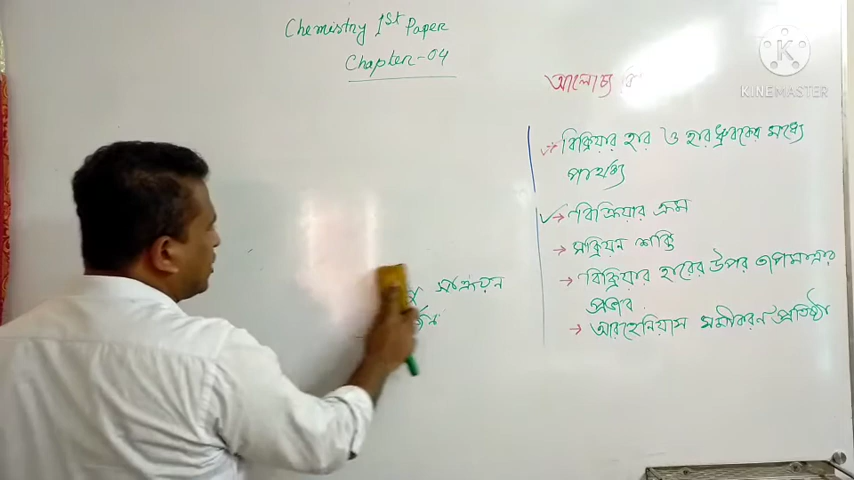 Chemistry 1st Paper
Chapter-04
আলোচ্য বি
→ বিক্রিয়ার হার ও হার ধ্রুবকের মধ্যে
পার্থক্য
→ বিক্রিয়ার ক্রম
→ সক্রিয়ন শক্তি
→ বিক্রিয়ার হারের উপর তাপমাত্রার
প্রভাব
→ আরহেনিয়াস সমীকরণ প্রতিষ্ঠা
K
KINEMASTER